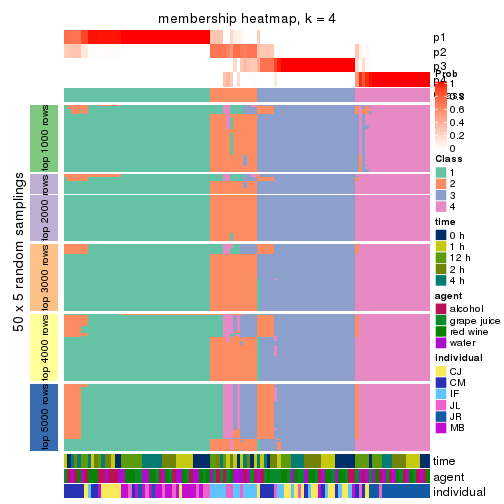 membership heatmap, k = 4
p1
p2
p3
p4
Prob
1
0.8
0.6
0.4
0.2
0
Class
Class
1
2
3
4
time
0 h
1 h
12 h
2 h
4 h
agent
alcohol
grape juice
red wine
water
individual
CJ
CM
IF
JL
JR
MB
50 x 5 random samplings
top 1000 rows
top 2000 rows
top 3000 rows
top 4000 rows
top 5000 rows
time
agent
individual